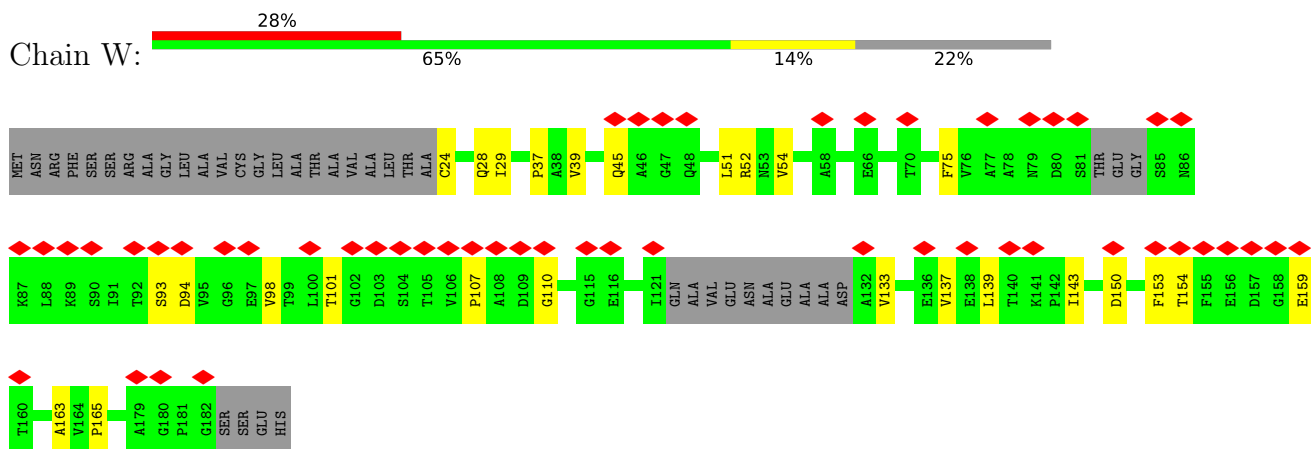 28%
Chain W:
65% 14% 22%
MET ASN ARG PHE SER SER ARG ALA GLY LEU LEU ALA VAL CYS GLY LEU ALA THR ALA VAL ALA LEU THR ALA C24 Q28 I29 P37 A38 V39 Q45 A46 G47 Q48 L51 R52 N53 V54 A58 E66 T70 F75 V76 A77 A78 N79 D80 S81 THR GLU GLY S85 N86
K87 L88 K89 S90 I91 T92 S93 D94 V95 G96 E97 V98 T99 L100 T101 G102 D103 S104 T105 V106 P107 A108 D109 G110 G115 E116 I121 GLN ALA VAL GLU ASN ALA GLU ALA ALA ASP A132 V133 E136 V137 E138 L139 T140 K141 P142 I143 D150 F153 T154 F155 E156 D157 G158 E159
T160 A163 V164 P165 A179 G180 P181 G182 SER SER GLU HIS